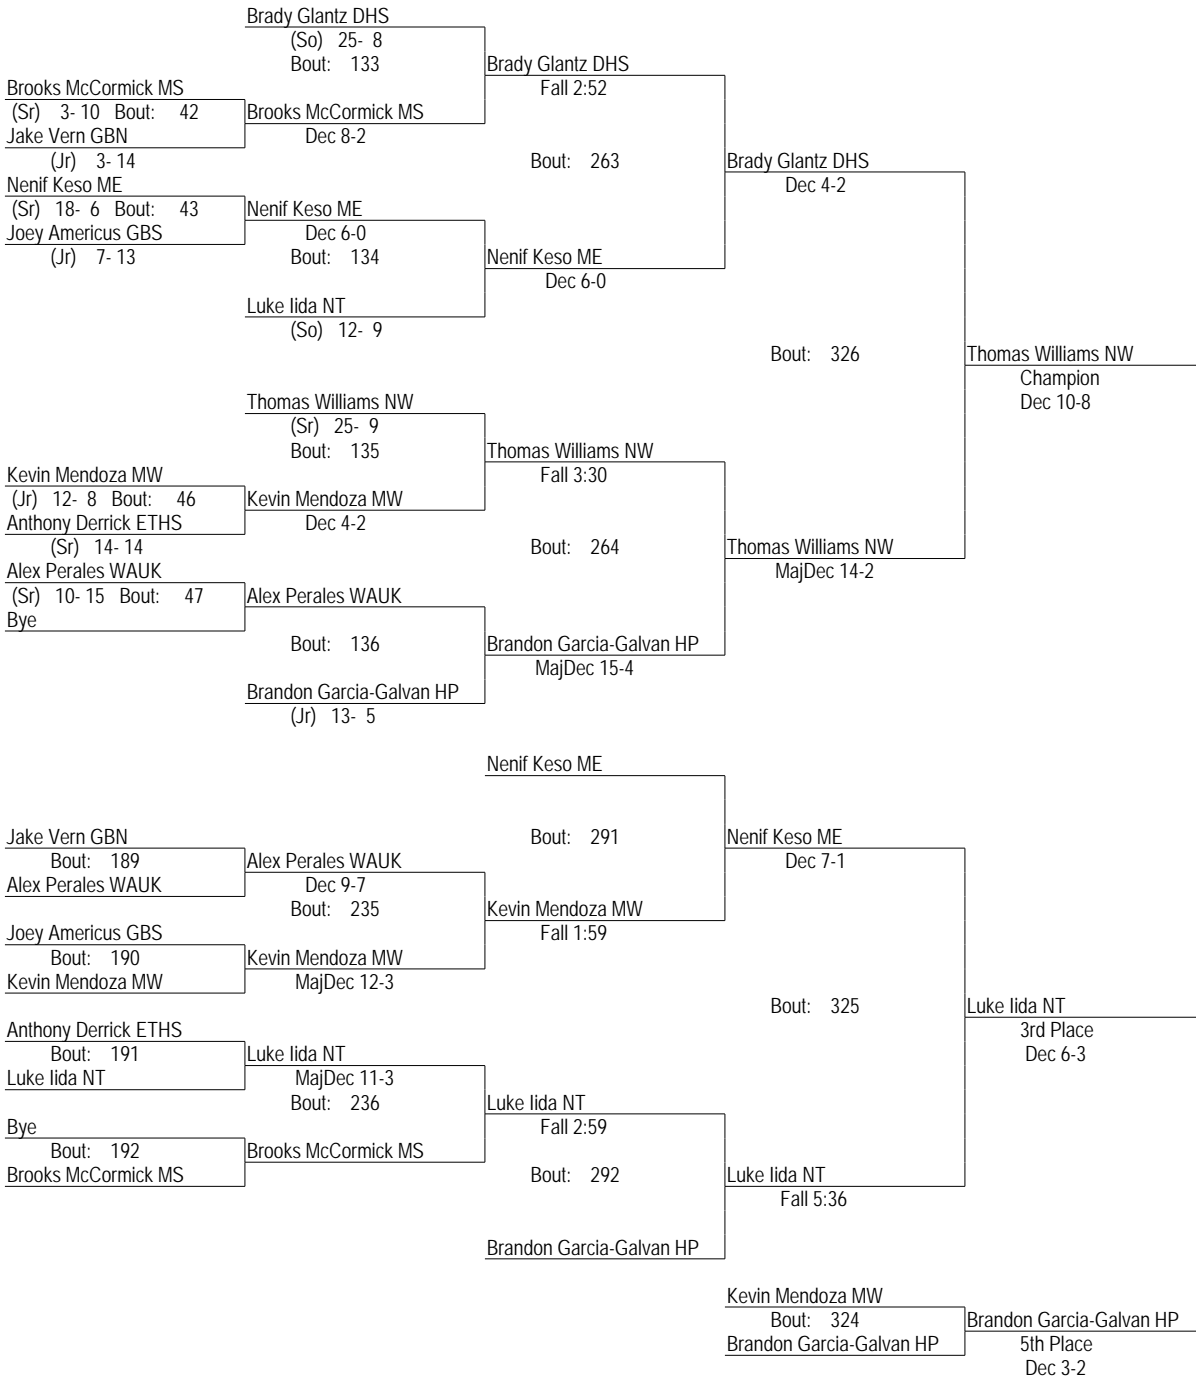 Brady Glantz DHS
(So) 25- 8
Bout: 133
Brady Glantz DHS
Fall 2:52
Brooks McCormick MS
(Sr) 3- 10 Bout: 42
Brooks McCormick MS
Jake Vern GBN
Dec 8-2
(Jr) 3- 14
Bout: 263
Brady Glantz DHS
Nenif Keso ME
Dec 4-2
(Sr) 18- 6 Bout: 43
Nenif Keso ME
Joey Americus GBS
Dec 6-0
(Jr) 7- 13
Bout: 134
Nenif Keso ME
Dec 6-0
Luke Iida NT
(So) 12- 9
Bout: 326
Thomas Williams NW
Champion
Thomas Williams NW
Dec 10-8
(Sr) 25- 9
Bout: 135
Thomas Williams NW
Kevin Mendoza MW
Fall 3:30
(Jr) 12- 8 Bout: 46
Kevin Mendoza MW
Anthony Derrick ETHS
Dec 4-2
(Sr) 14- 14
Bout: 264
Thomas Williams NW
Alex Perales WAUK
MajDec 14-2
(Sr) 10- 15 Bout: 47
Alex Perales WAUK
Bye
Bout: 136
Brandon Garcia-Galvan HP
MajDec 15-4
Brandon Garcia-Galvan HP
(Jr) 13- 5
Nenif Keso ME
Jake Vern GBN
Bout: 291
Nenif Keso ME
Bout: 189
Alex Perales WAUK
Dec 7-1
Alex Perales WAUK
Dec 9-7
Bout: 235
Kevin Mendoza MW
Joey Americus GBS
Fall 1:59
Bout: 190
Kevin Mendoza MW
Kevin Mendoza MW
MajDec 12-3
Bout: 325
Luke Iida NT
Anthony Derrick ETHS
3rd Place
Bout: 191
Luke Iida NT
Dec 6-3
Luke Iida NT
MajDec 11-3
Bout: 236
Luke Iida NT
Bye
Fall 2:59
Bout: 192
Brooks McCormick MS
Brooks McCormick MS
Bout: 292
Luke Iida NT
Fall 5:36
Brandon Garcia-Galvan HP
Kevin Mendoza MW
Bout: 324
Brandon Garcia-Galvan HP
Brandon Garcia-Galvan HP
5th Place
Dec 3-2